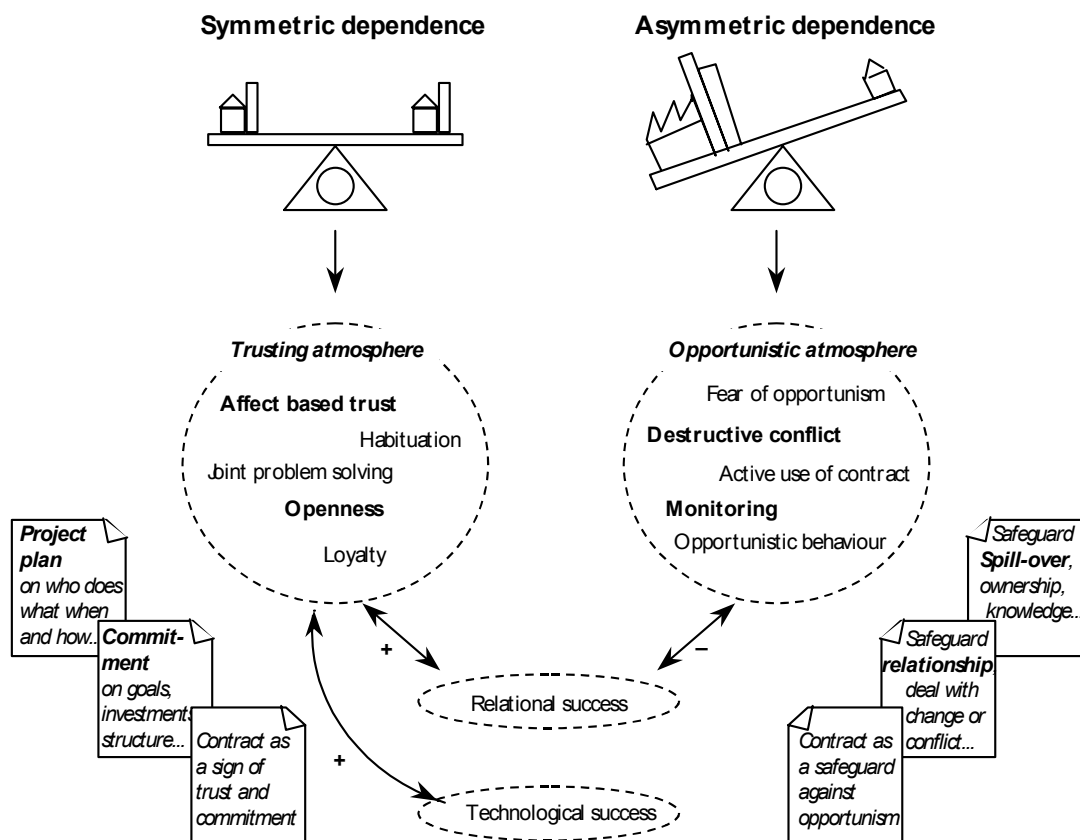 Symmetric dependence
Asymmetric dependence
Trusting atmosphere
Affect based trust
Habituation
Joint problem solving
Openness
Loyalty
Opportunistic atmosphere
Fear of opportunism
Destructive conflict
Active use of contract
Monitoring
Opportunistic behaviour
Project
plan
on who does
what when
and how...
Commit-
ment
on goals,
investments
structure...
Contract as
a sign of
trust and
commitment
+
+
–
Relational success
Technological success
Safeguard
Spill-over,
ownership,
knowledge...
Safeguard
relationship,
deal with
change or
conflict...
Contract as
a safeguard
against
opportunism